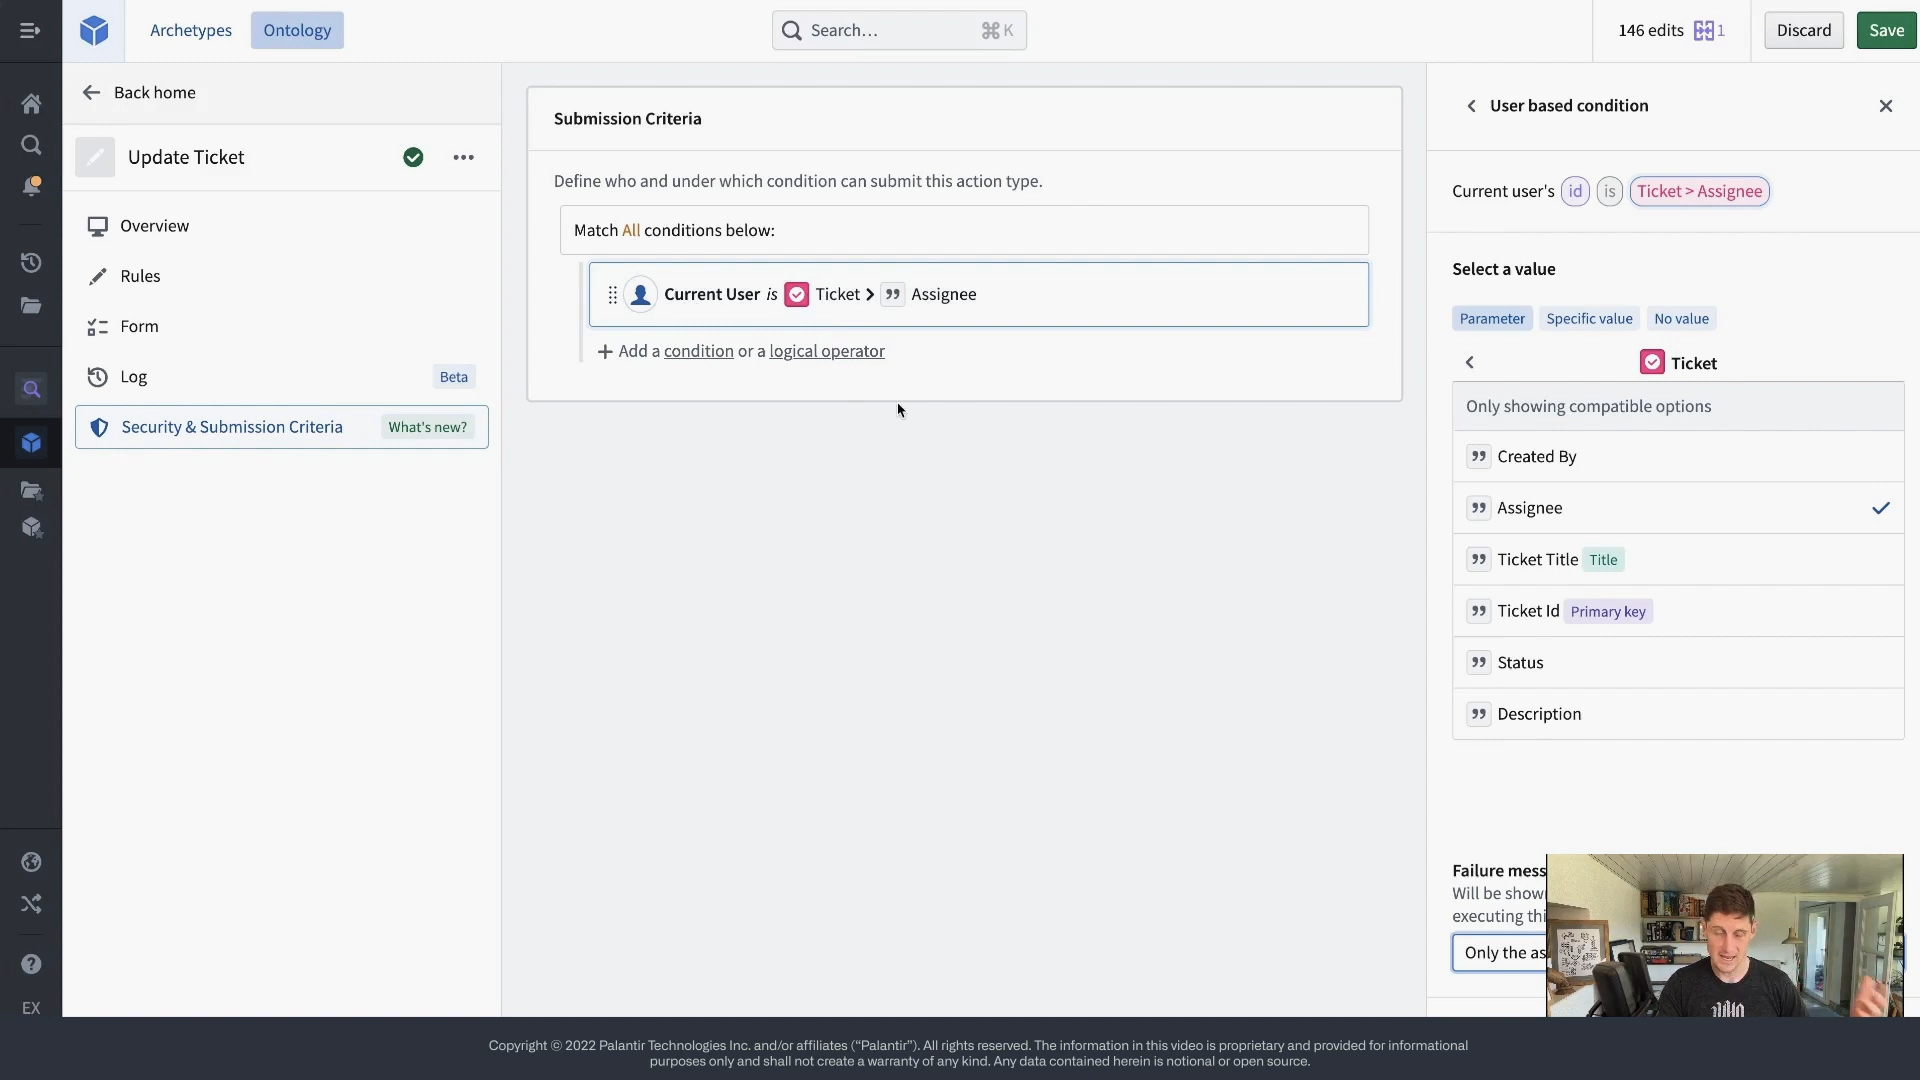 Archetypes
Ontology
Search...
⌘K
146 edits
1
Discard
Save
Back home
Update Ticket
Overview
Rules
Form
Log
Beta
Security & Submission Criteria
What's new?
EX
Submission Criteria
Define who and under which condition can submit this action type.
Match All conditions below:
Current User is Ticket > Assignee
+ Add a condition or a logical operator
User based condition
Current user's id is Ticket > Assignee
Select a value
Parameter
Specific value
No value
Ticket
Only showing compatible options
Created By
Assignee
Ticket Title Title
Ticket Id Primary key
Status
Description
Failure mess
Will be show
executing thi
Only the as
Copyright © 2022 Palantir Technologies Inc. and/or affiliates (“Palantir”). All rights reserved. The information in this video is proprietary and provided for informational
purposes only and shall not create a warranty of any kind. Any data contained herein is notional or open source.